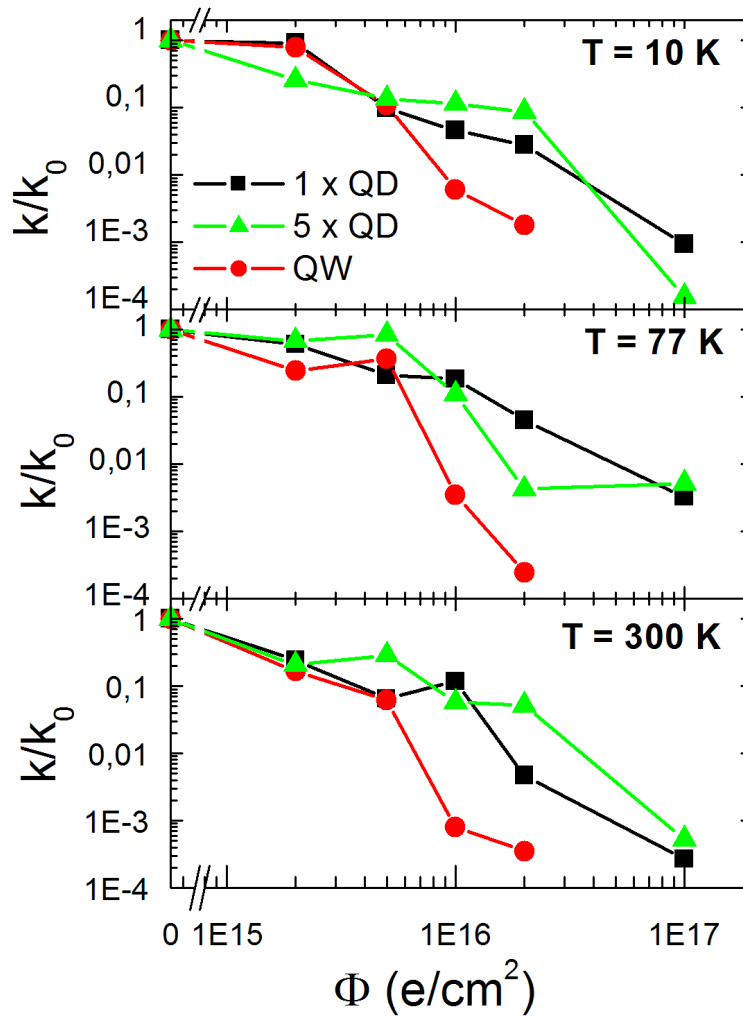 T = 10 K
1
0,1
0,01
1E-3
1E-4
k/k0
1 x QD
5 x QD
QW
T = 77 K
1
0,1
0,01
1E-3
1E-4
k/k0
T = 300 K
1
0,1
0,01
1E-3
1E-4
k/k0
0 1E15 1E16 1E17
Φ (e/cm²)